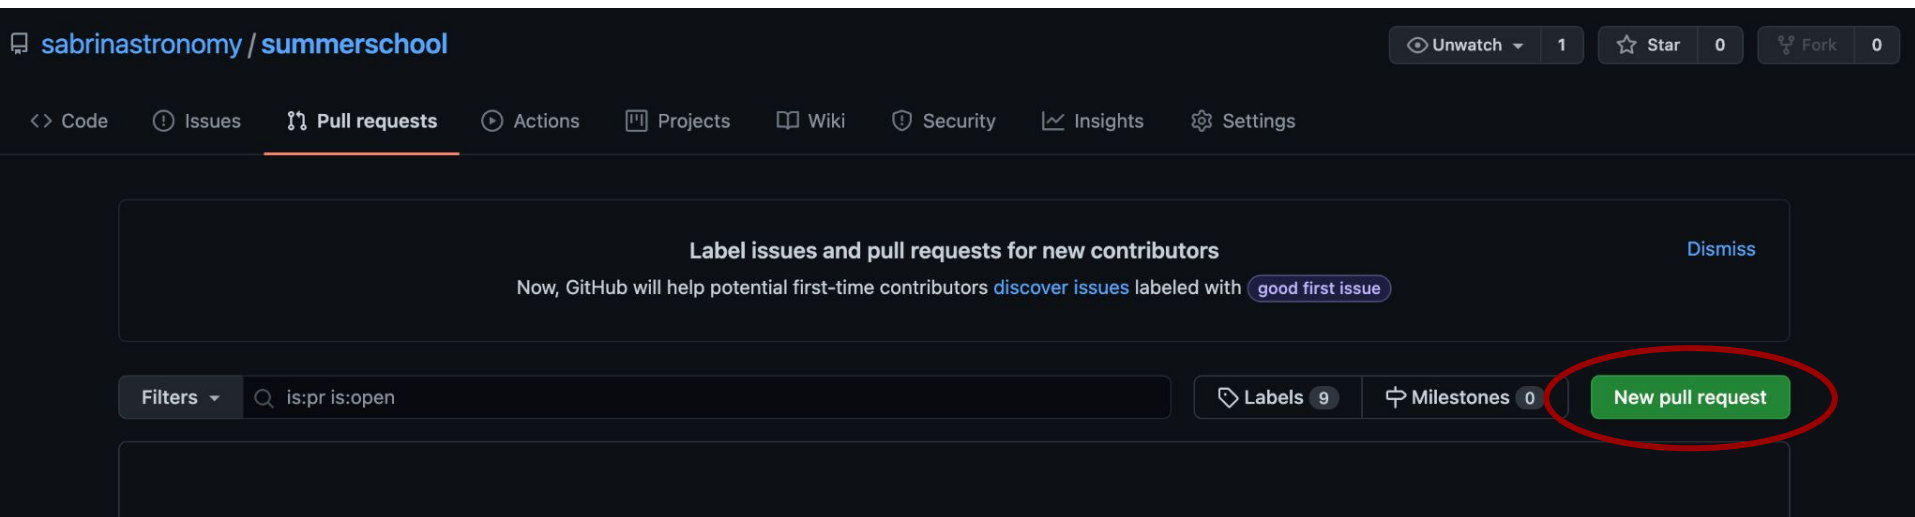 sabrinastronomy / summerschool
Unwatch 1 Star 0 Fork 0
Code Issues Pull requests Actions Projects Wiki Security Insights Settings
Label issues and pull requests for new contributors
Dismiss
Now, GitHub will help potential first-time contributors discover issues labeled with good first issue
Filters is:pr is:open Labels 9 Milestones 0 New pull request